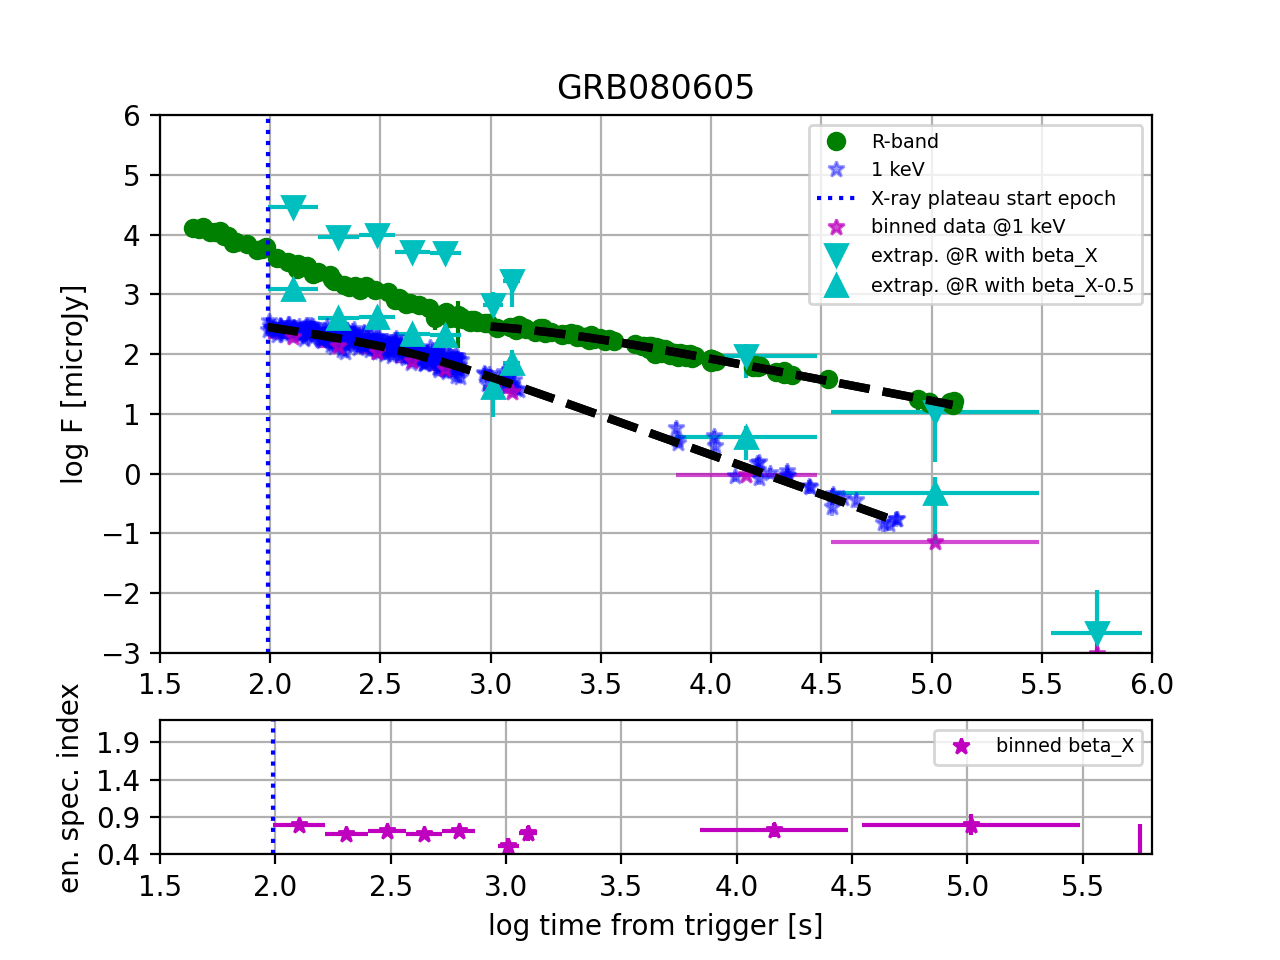 GRB080605
6
5
4
3
2
1
0
−1
−2
−3
log F [microJy]
R-band
1 keV
X-ray plateau start epoch
binned data @1 keV
extrap. @R with beta_X
extrap. @R with beta_X-0.5
1.5 2.0 2.5 3.0 3.5 4.0 4.5 5.0 5.5 6.0
1.9
1.4
0.9
0.4
en. spec. index
binned beta_X
1.5 2.0 2.5 3.0 3.5 4.0 4.5 5.0 5.5
log time from trigger [s]